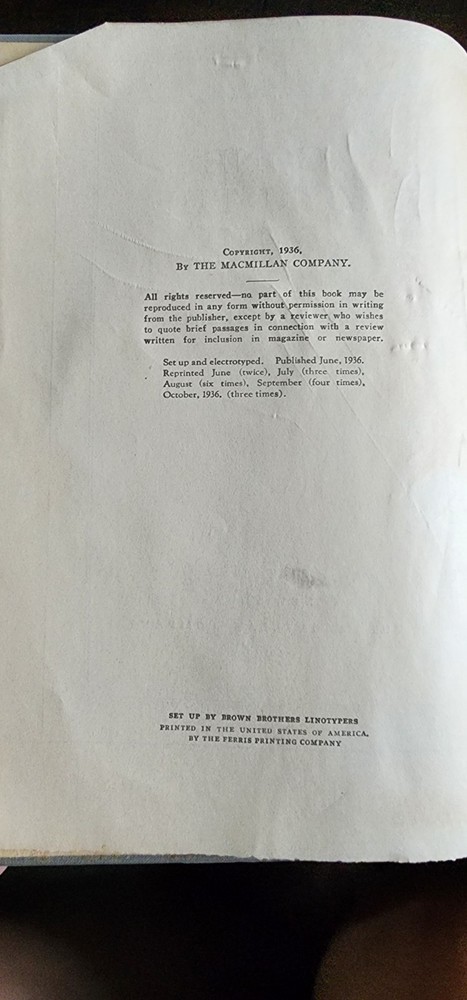 COPYRIGHT, 1936,
BY THE MACMILLAN COMPANY.
All rights reserved—no part of this book may be
reproduced in any form without permission in writing
from the publisher, except by a reviewer who wishes
to quote brief passages in connection with a review
written for inclusion in magazine or newspaper.
Set up and electrotyped. Published June, 1936.
Reprinted June (twice), July (three times),
August (six times), September (four times),
October, 1936, (three times).
SET UP BY BROWN BROTHERS LINOTYPERS
PRINTED IN THE UNITED STATES OF AMERICA,
BY THE FERRIS PRINTING COMPANY